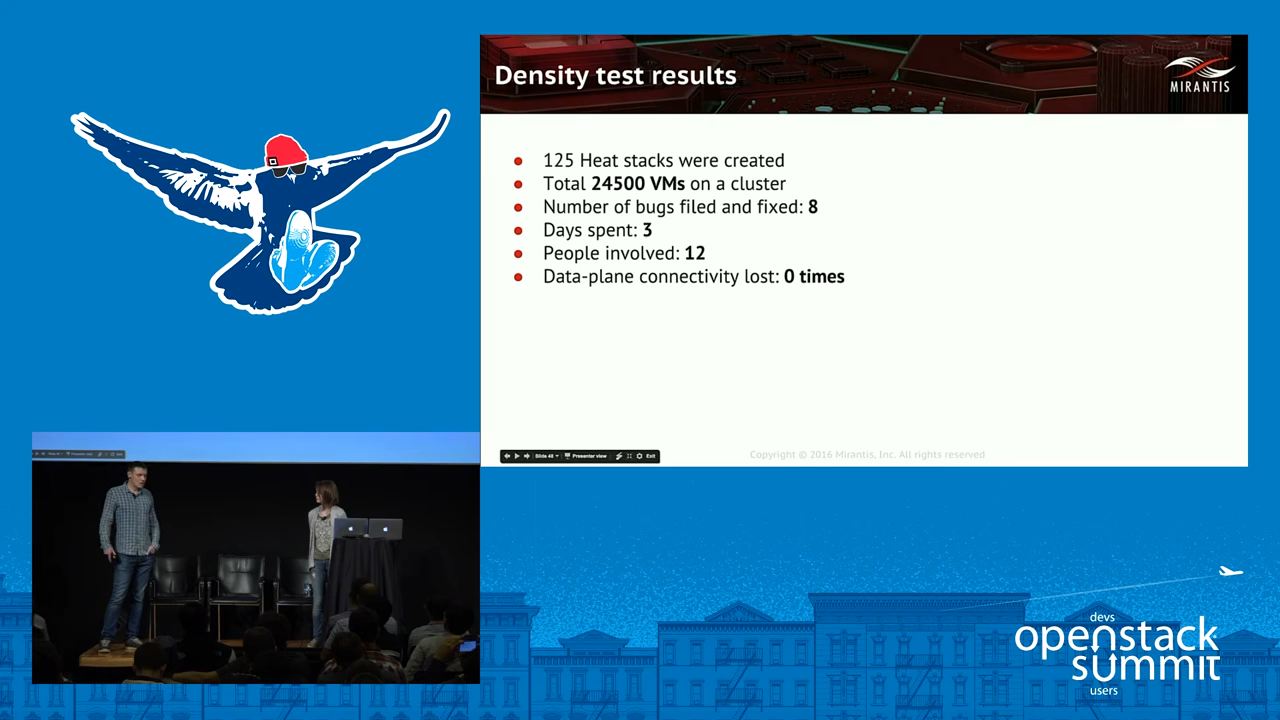 Density test results
MIRANTIS
125 Heat stacks were created
Total 24500 VMs on a cluster
Number of bugs filed and fixed: 8
Days spent: 3
People involved: 12
Data-plane connectivity lost: 0 times
Slide 48
Presenter view
Exit
Copyright © 2016 Mirantis, Inc. All rights reserved
devs
openstack
summit
users